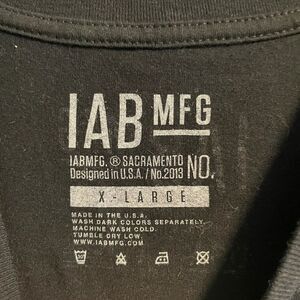 IAB MFG
IABMFG.® SACRAMENTO
Designed in U.S.A. / No.2013 NO.
X-LARGE
MADE IN THE U.S.A.
WASH DARK COLORS SEPARATELY.
MACHINE WASH COLD.
TUMBLE DRY LOW.
WWW.IABMFG.COM